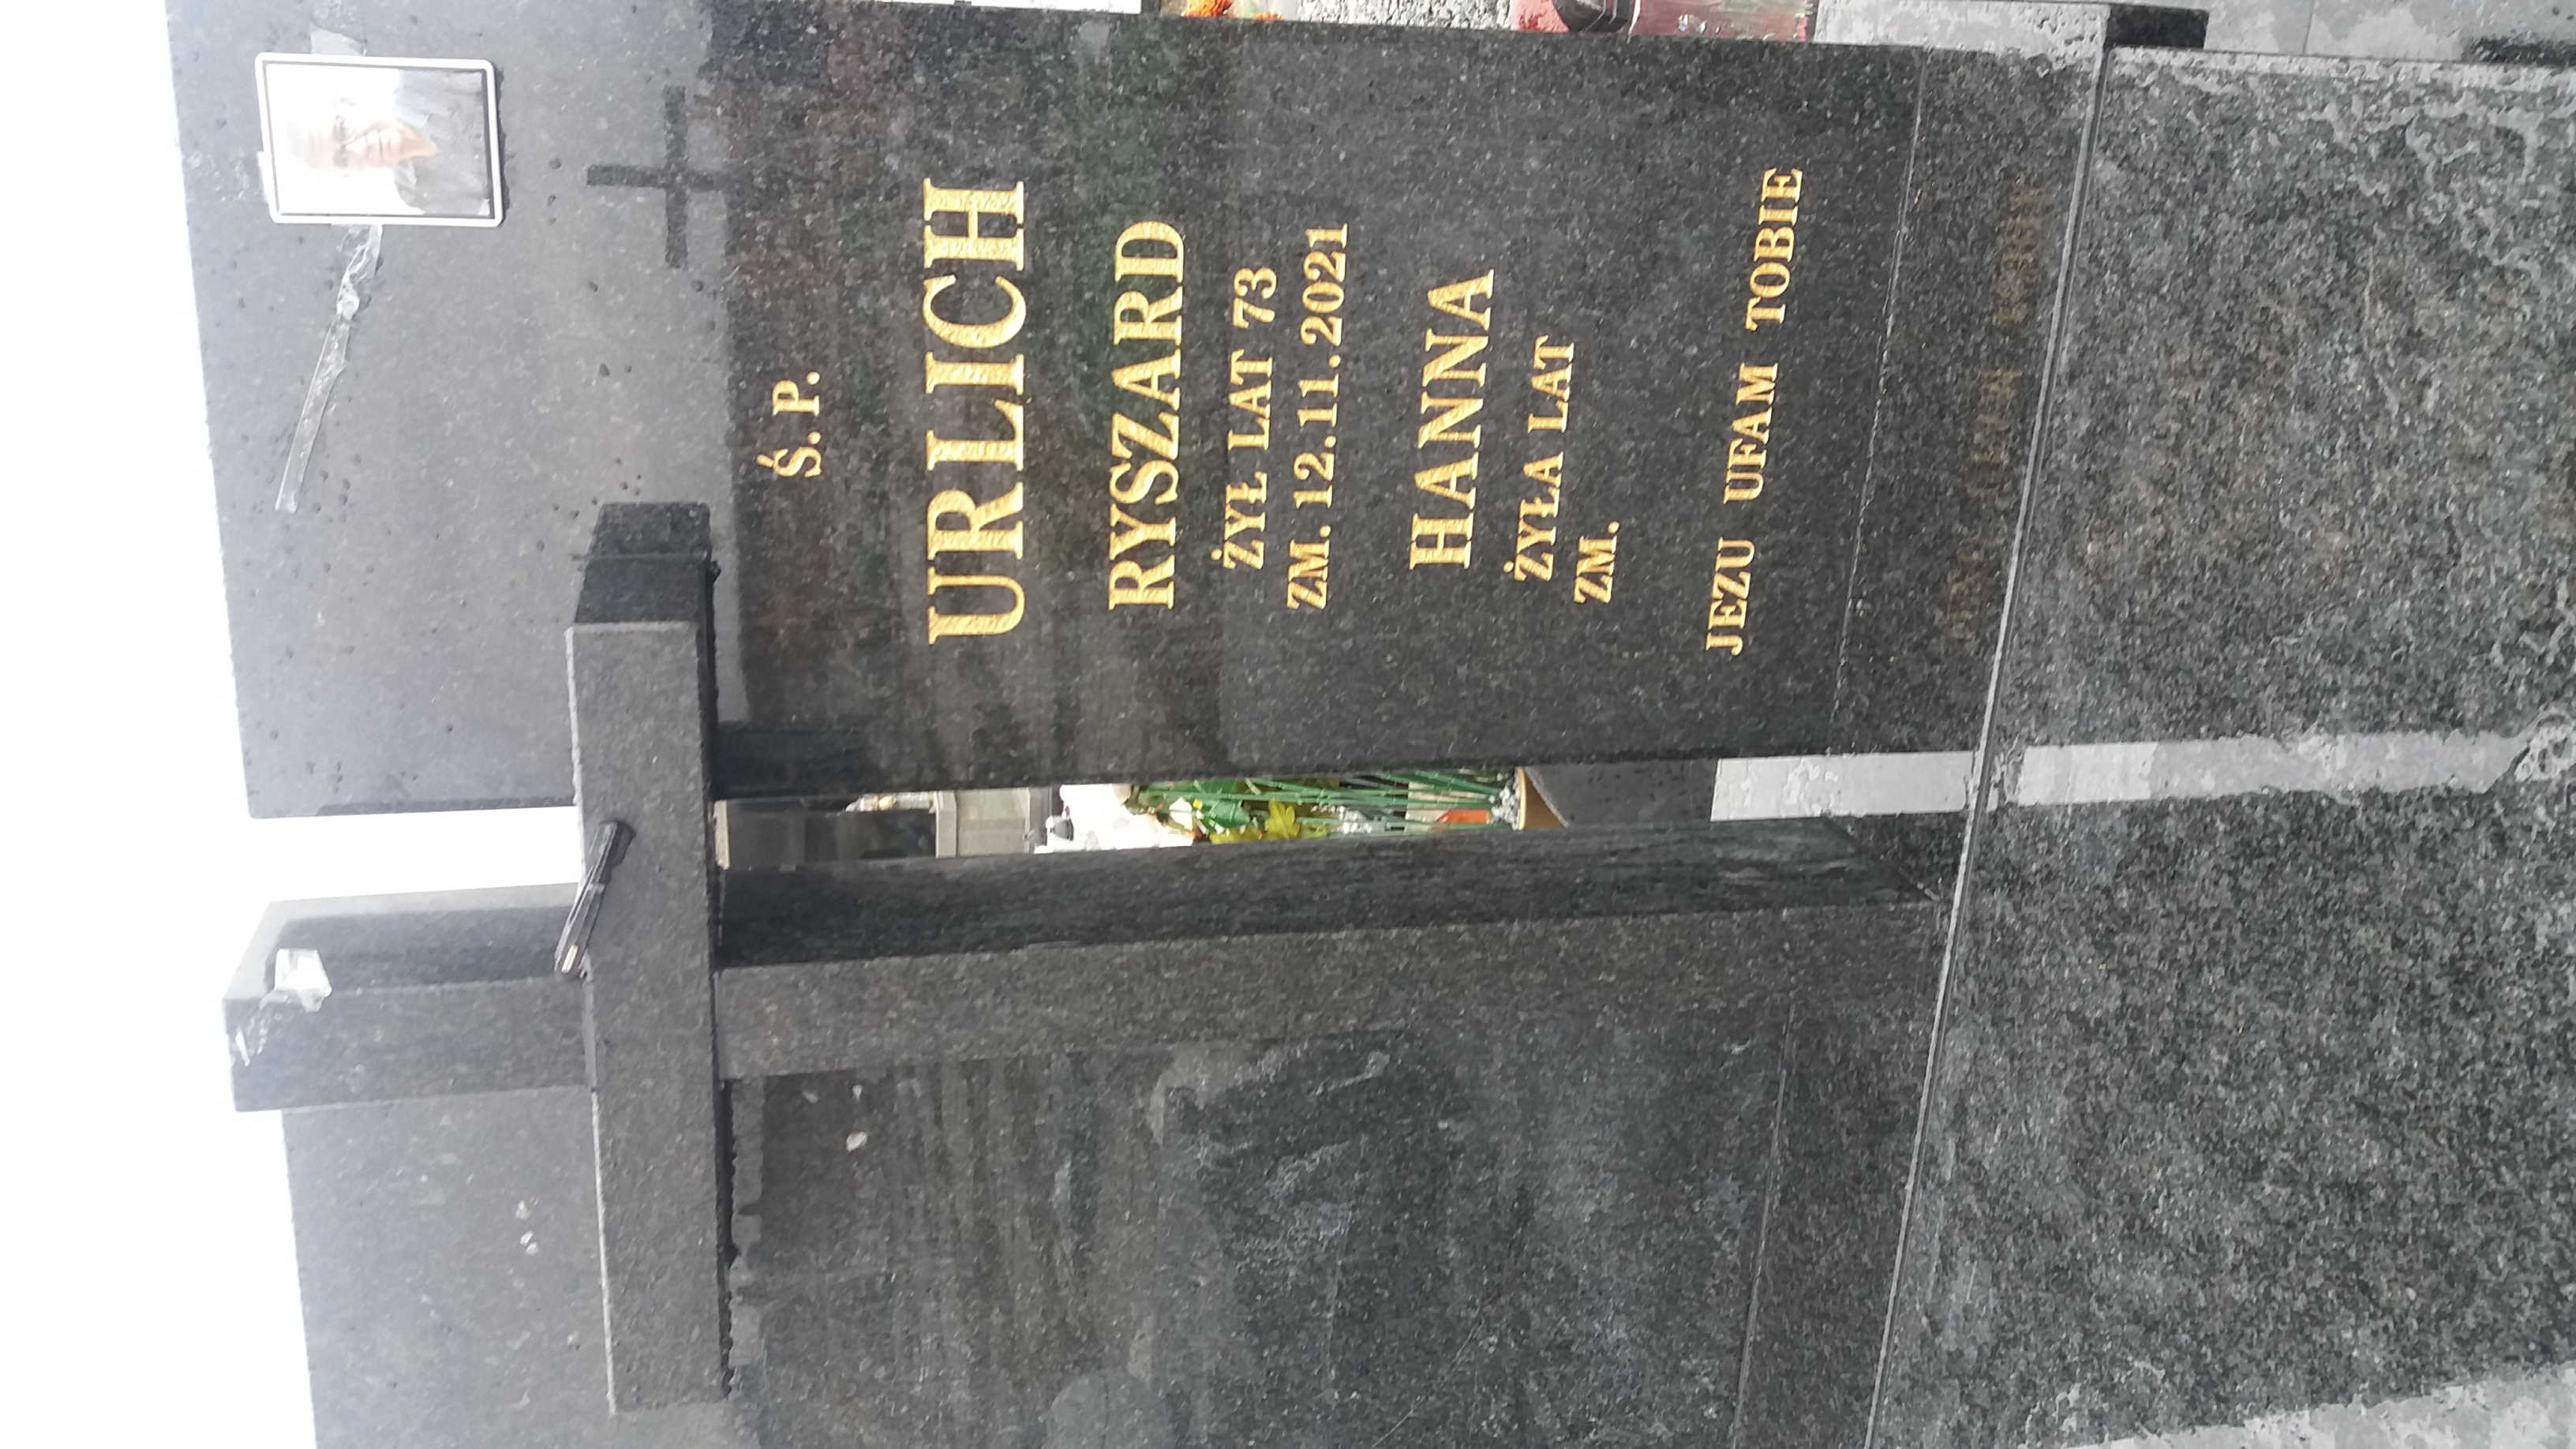 Ś.P.
URLICH
RYSZARD
ŻYŁ LAT 73
ZM. 12.11.2021
HANNA
ŻYŁA LAT
ZM.
JEZU UFAM TOBIE